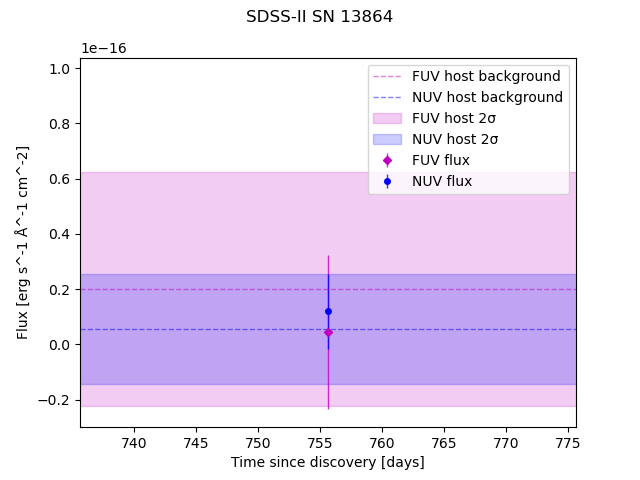 SDSS-II SN 13864
1e−16
FUV host background
NUV host background
FUV host 2σ
NUV host 2σ
FUV flux
NUV flux
1.0
0.8
0.6
0.4
0.2
0.0
−0.2
Flux [erg s^-1 Å^-1 cm^-2]
740 745 750 755 760 765 770 775
Time since discovery [days]